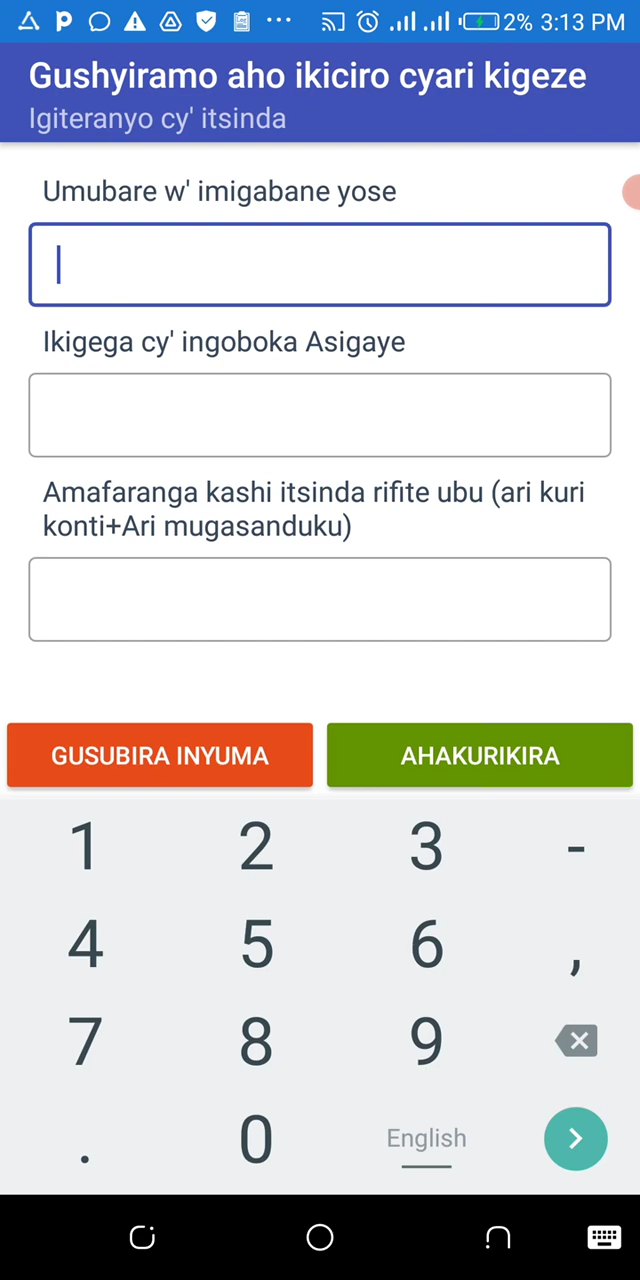 2% 3:13 PM
Gushyiramo aho ikiciro cyari kigeze
Igiteranyo cy' itsinda
Umubare w' imigabane yose
Ikigega cy' ingoboka Asigaye
Amafaranga kashi itsinda rifite ubu (ari kuri
konti+Ari mugasanduku)
GUSUBIRA INYUMA AHAKURIKIRA
1 2 3 -
4 5 6 ,
7 8 9
. 0 English